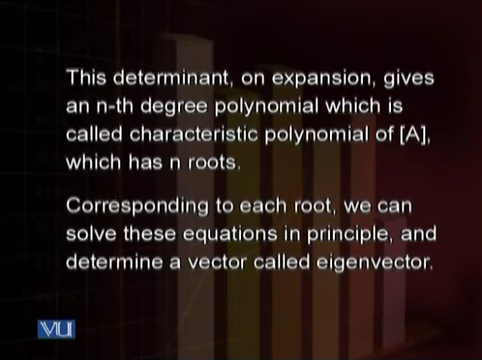 This determinant, on expansion, gives
an n-th degree polynomial which is
called characteristic polynomial of [A],
which has n roots.
Corresponding to each root, we can
solve these equations in principle, and
determine a vector called eigenvector.
VU